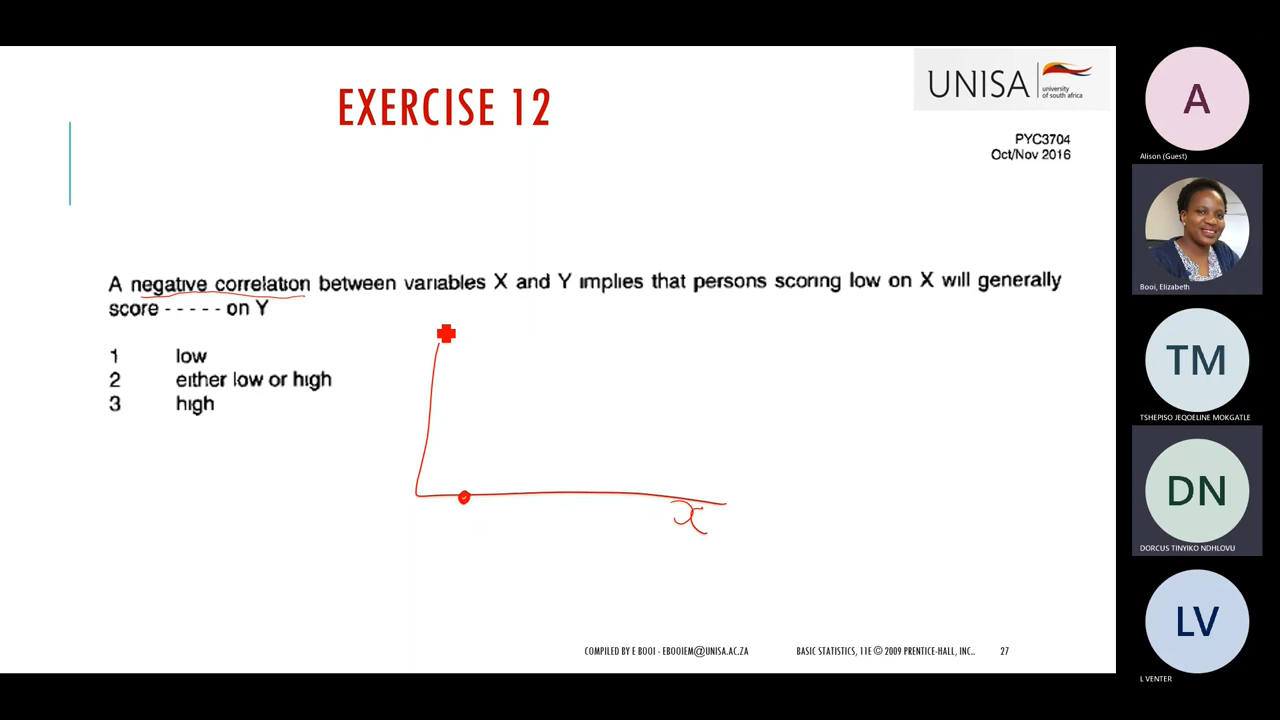 EXERCISE 12
UNISA
university
of south africa
PYC3704
Oct/Nov 2016
A negative correlation between variables X and Y implies that persons scoring low on X will generally
score - - - - - on Y
1 low
2 either low or high
3 high
x
COMPILED BY E BOOI - EBOOIEM@UNISA.AC.ZA
BASIC STATISTICS, 11E © 2009 PRENTICE-HALL, INC..
27
A
Alison (Guest)
Booi, Elizabeth
TM
TSHEPISO JEQOELINE MOKGATLE
DN
DORCUS TINYIKO NDHLOVU
LV
L VENTER